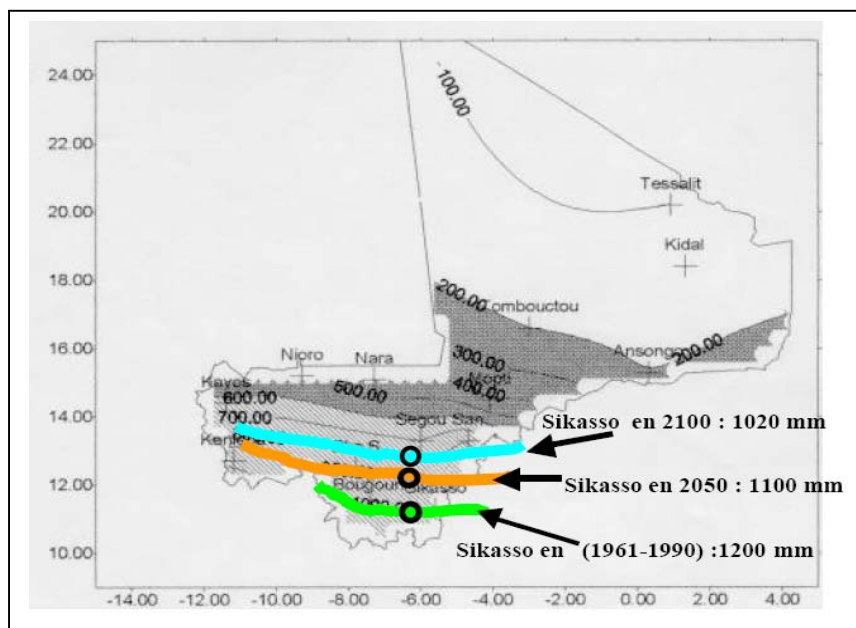 24.00
100.00
22.00
Tessalit
20.00
Kidal
18.00
200.00
Tombouctou
16.00
300.00
Ansongo
200.00
Nioro
Nara
400.00
Mopti
Kayes
500.00
600.00
14.00
700.00
Segou San
Sikasso en 2100 : 1020 mm
12.00
Sikasso
Sikasso en 2050 : 1100 mm
Sikasso en (1961-1990) :1200 mm
10.00
-14.00 -12.00 -10.00 -8.00 -6.00 -4.00 -2.00 0.00 2.00 4.00